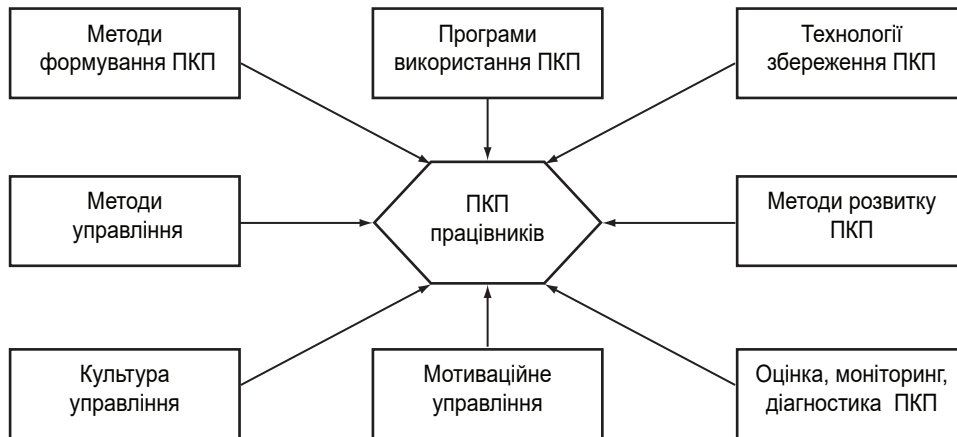 Методи
формування ПКП
Програми
використання ПКП
Технології
збереження ПКП
Методи
управління
ПКП
працівників
Методи розвитку
ПКП
Культура
управління
Мотиваційне
управління
Оцінка, моніторинг,
діагностика ПКП